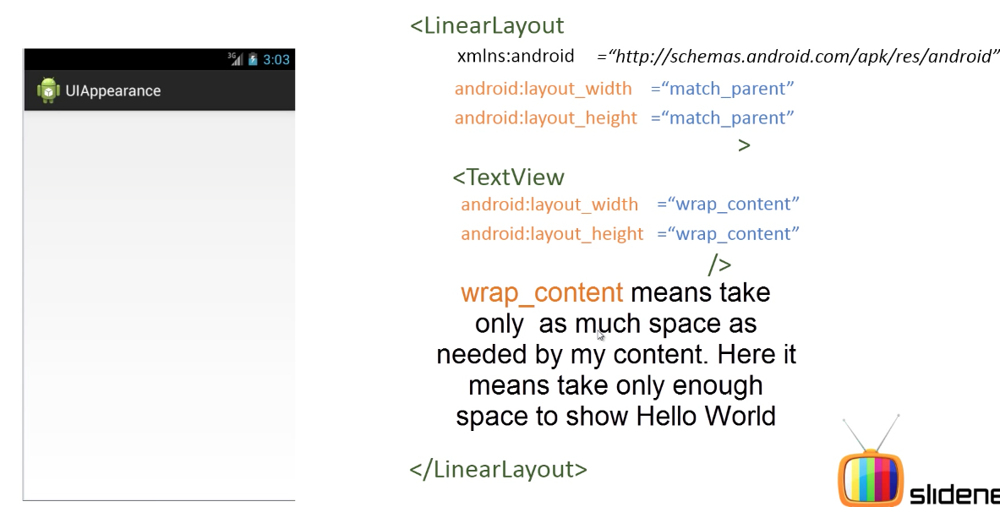 3G 3:03
UIAppearance
<LinearLayout
xmlns:android ="http://schemas.android.com/apk/res/android"
android:layout_width =“match_parent”
android:layout_height =“match_parent”
>
<TextView
android:layout_width =“wrap_content”
android:layout_height =“wrap_content”
/>
wrap_content means take
only as much space as
needed by my content. Here it
means take only enough
space to show Hello World
</LinearLayout>
slidene